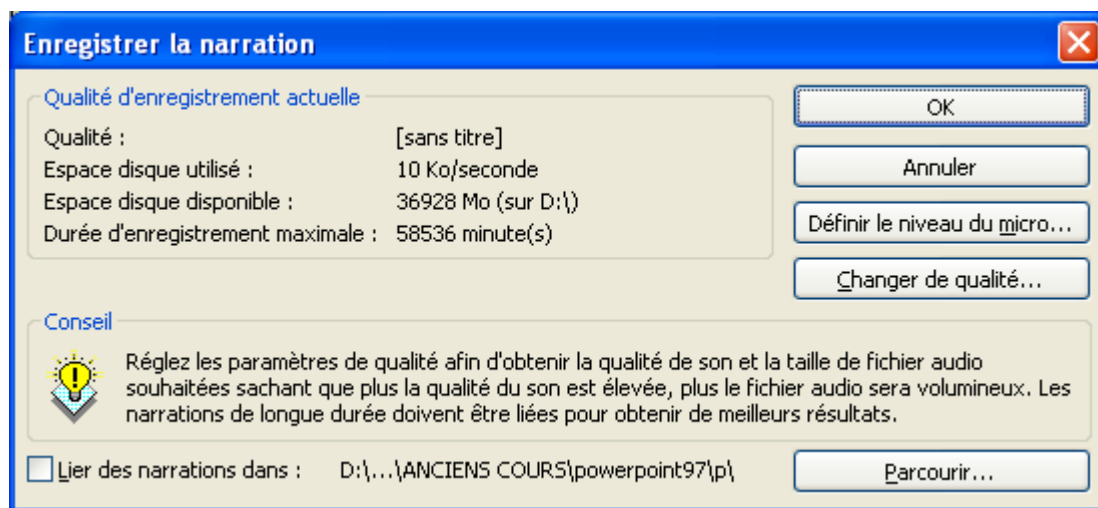 Enregistrer la narration
Qualité d'enregistrement actuelle
Qualité : [sans titre]
Espace disque utilisé : 10 Ko/seconde
Espace disque disponible : 36928 Mo (sur D:\)
Durée d'enregistrement maximale : 58536 minute(s)
OK
Annuler
Définir le niveau du micro...
Changer de qualité...
Conseil
Réglez les paramètres de qualité afin d'obtenir la qualité de son et la taille de fichier audio
souhaitées sachant que plus la qualité du son est élevée, plus le fichier audio sera volumineux. Les
narrations de longue durée doivent être liées pour obtenir de meilleurs résultats.
Lier des narrations dans : D:\...\ANCIENS COURS\powerpoint97\p\
Parcourir...